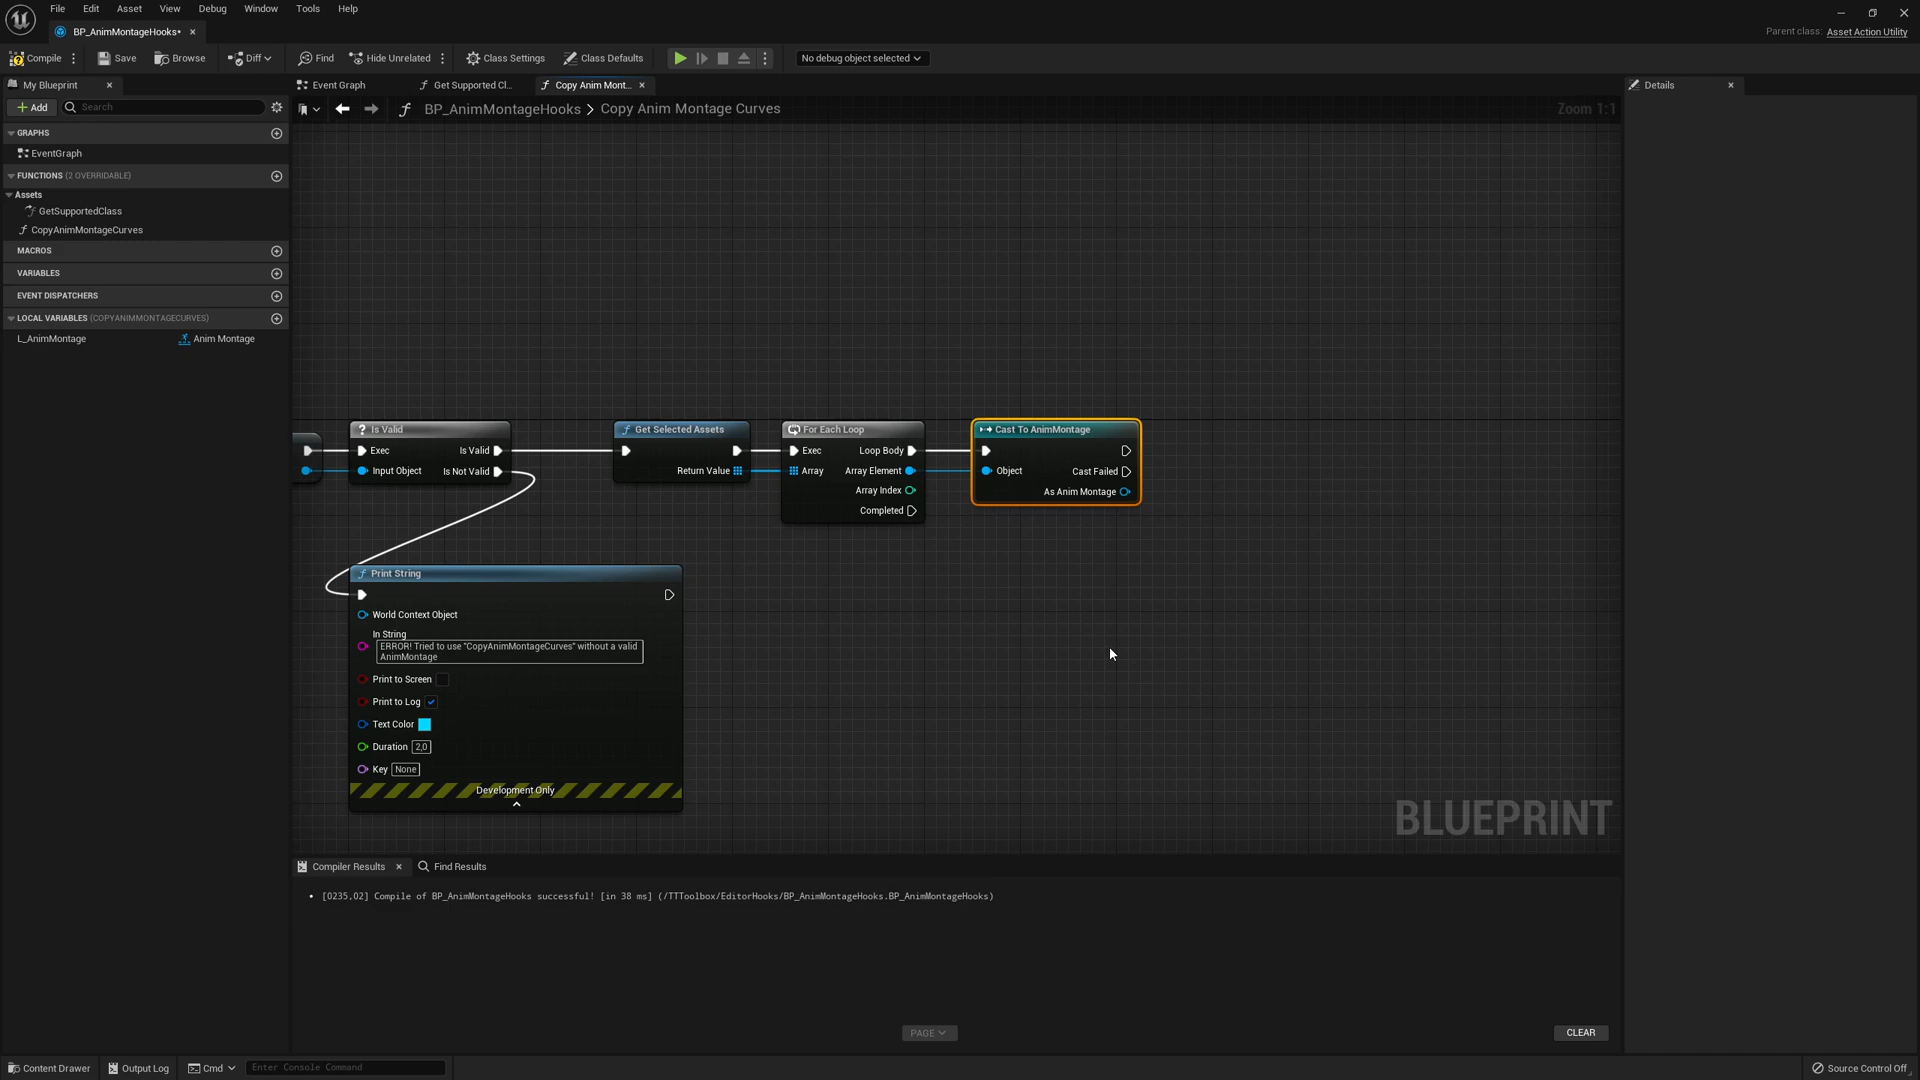 File Edit Asset View Debug Window Tools Help
BP_AnimMontageHooks•
Parent class: Asset Action Utility
Compile Save Browse Diff Find Hide Unrelated Class Settings Class Defaults No debug object selected
My Blueprint
Event Graph Get Supported Cl... Copy Anim Mont...
Details
Add Search
BP_AnimMontageHooks > Copy Anim Montage Curves
Zoom 1:1
GRAPHS
EventGraph
FUNCTIONS (2 OVERRIDABLE)
Assets
GetSupportedClass
CopyAnimMontageCurves
MACROS
VARIABLES
EVENT DISPATCHERS
LOCAL VARIABLES (COPYANIMMONTAGECURVES)
L_AnimMontage Anim Montage
? Is Valid
Exec Is Valid
Input Object Is Not Valid
Get Selected Assets
Return Value
For Each Loop
Exec Loop Body
Array Array Element
Array Index
Completed
Cast To AnimMontage
Object Cast Failed
As Anim Montage
Print String
World Context Object
In String
ERROR! Tried to use "CopyAnimMontageCurves" without a valid
AnimMontage
Print to Screen
Print to Log
Text Color
Duration 2,0
Key None
Development Only
BLUEPRINT
Compiler Results Find Results
• [0235,02] Compile of BP_AnimMontageHooks successful! [in 38 ms] (/TTToolbox/EditorHooks/BP_AnimMontageHooks.BP_AnimMontageHooks)
PAGE
CLEAR
Content Drawer Output Log Cmd Enter Console Command
Source Control Off